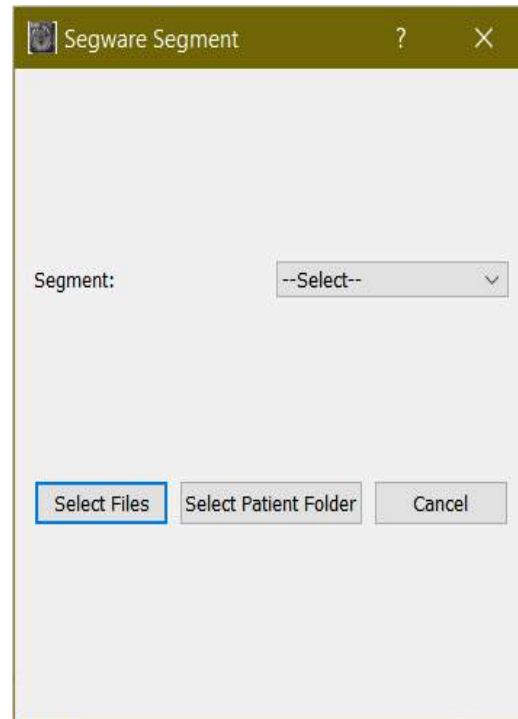 Segware Segment ? ×
Segment: --Select--
Select Files Select Patient Folder Cancel